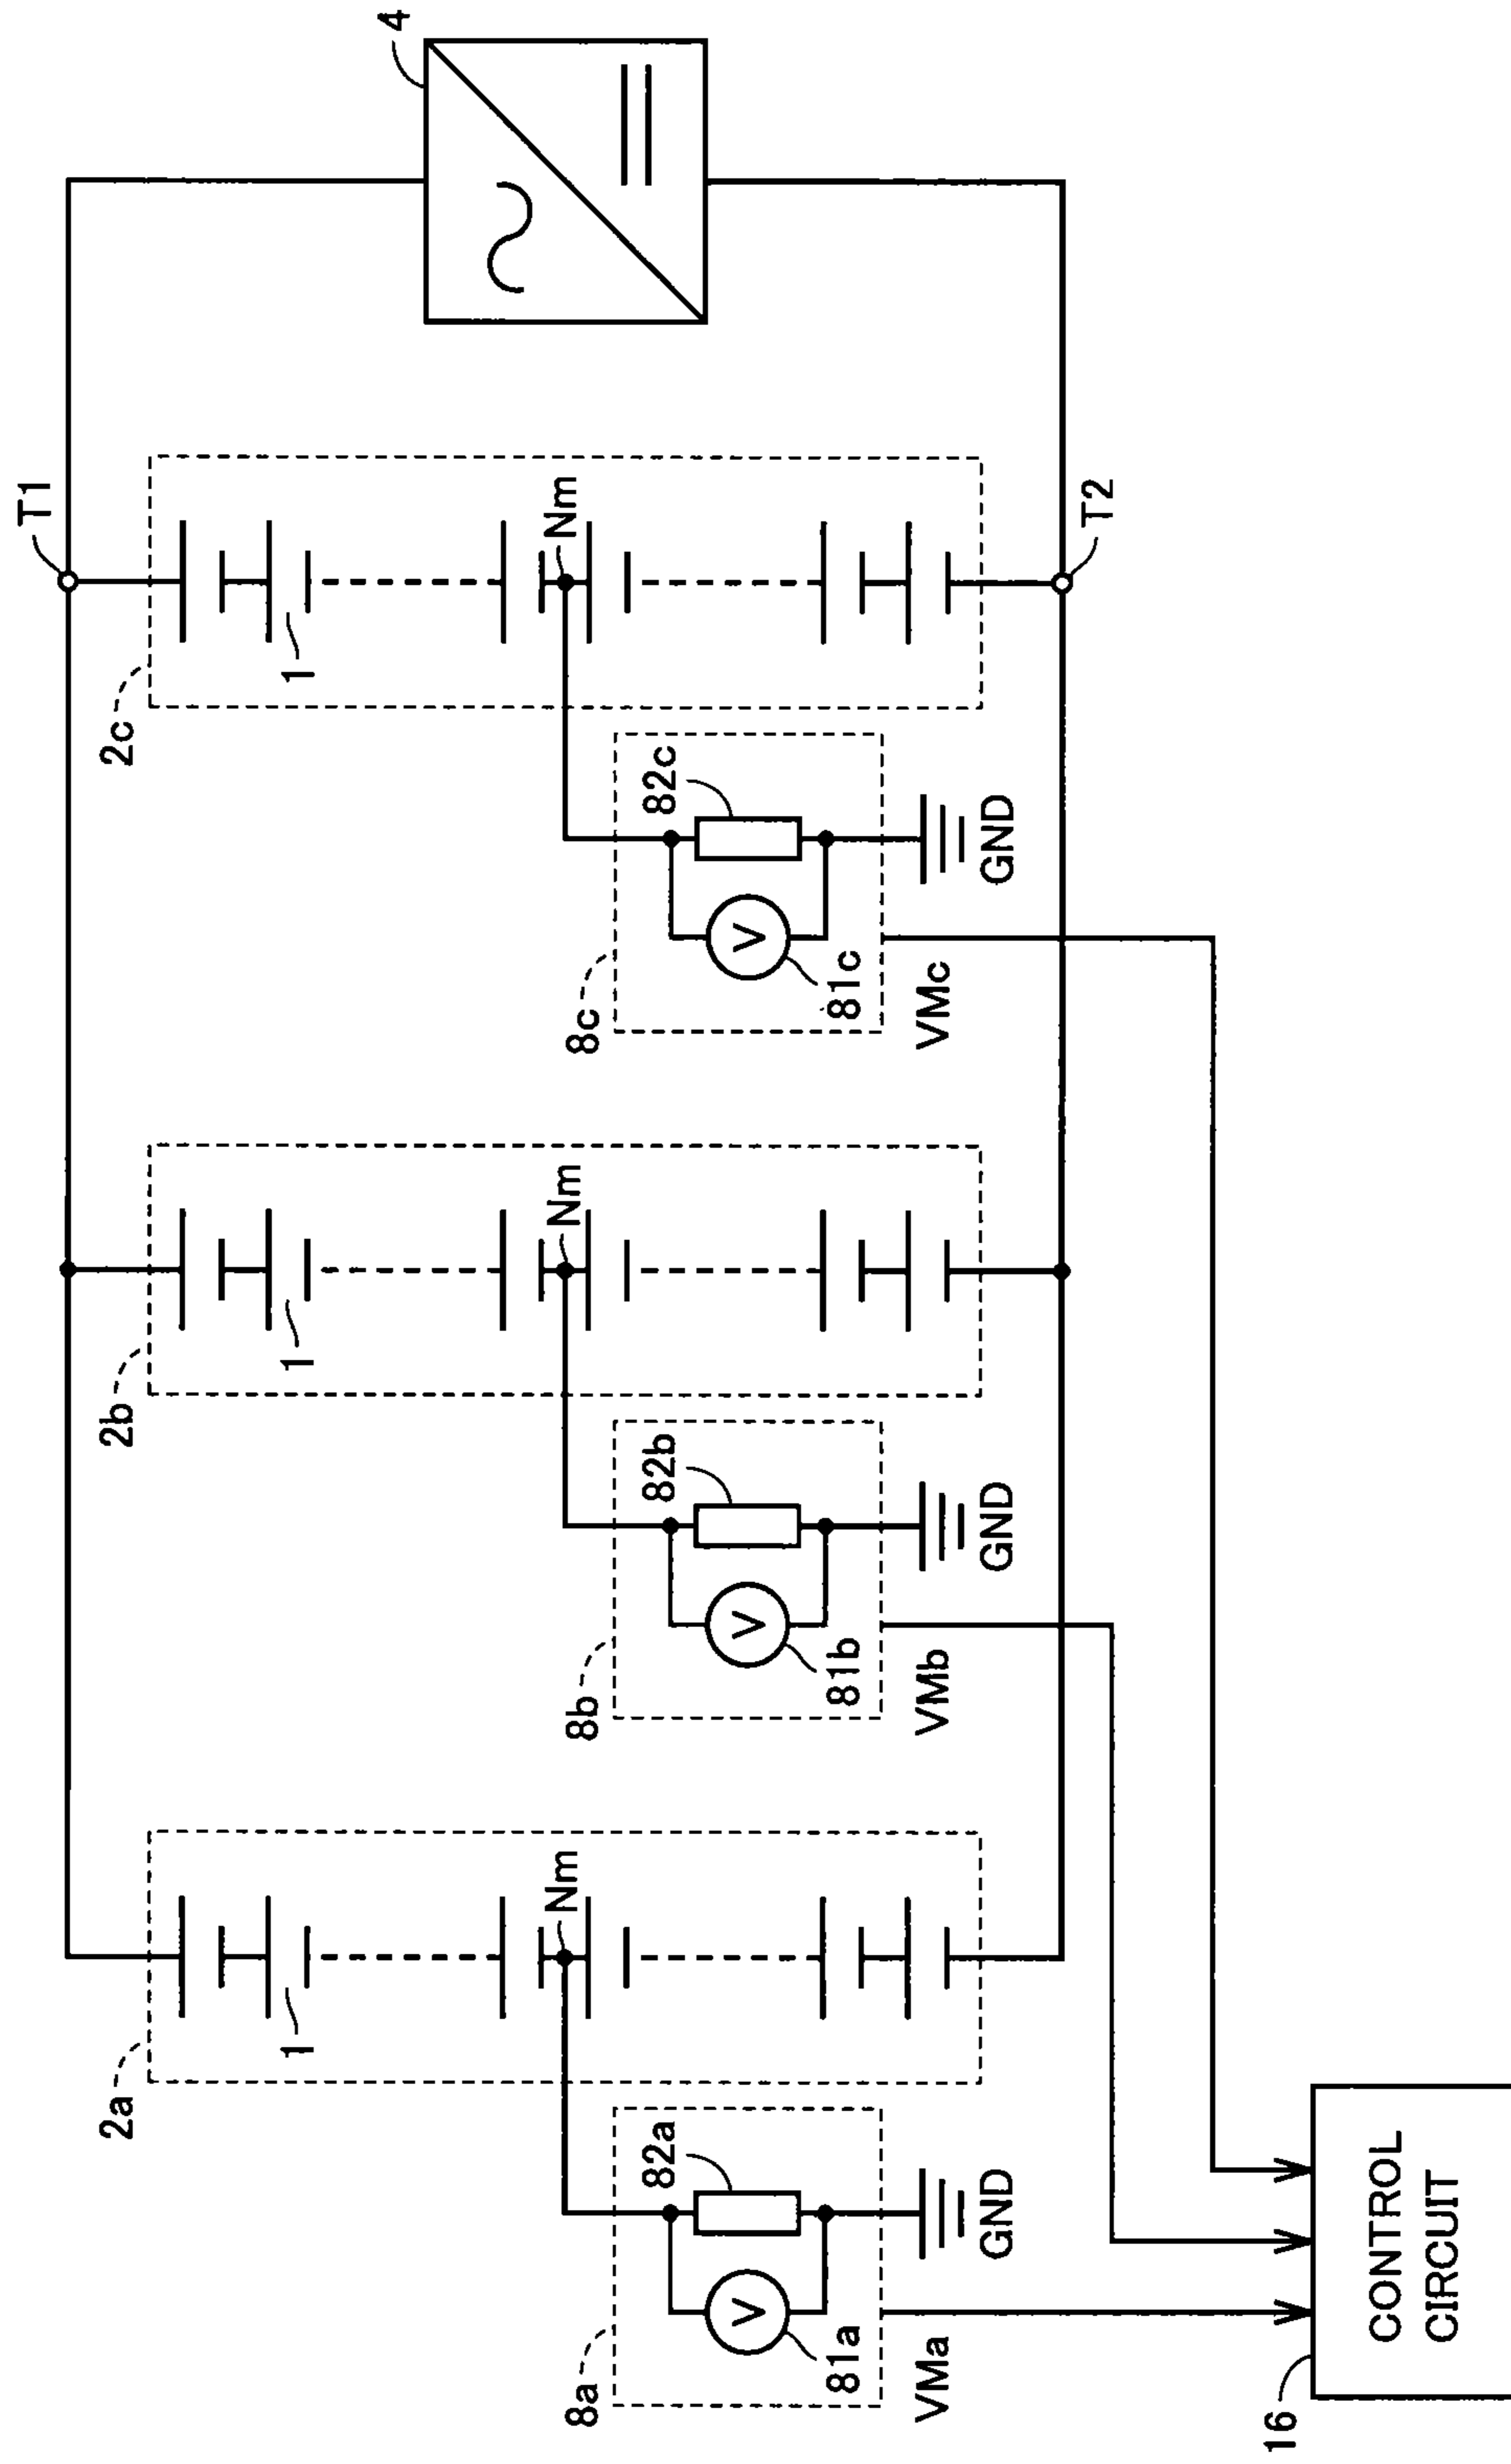 T1
4
2c
1
Nm
T2
8c
82c
V
81c
GND
VMc
2b
1
Nm
8b
82b
V
81b
GND
VMb
2a
1
Nm
8a
82a
V
81a
GND
VMa
16
CONTROL
CIRCUIT